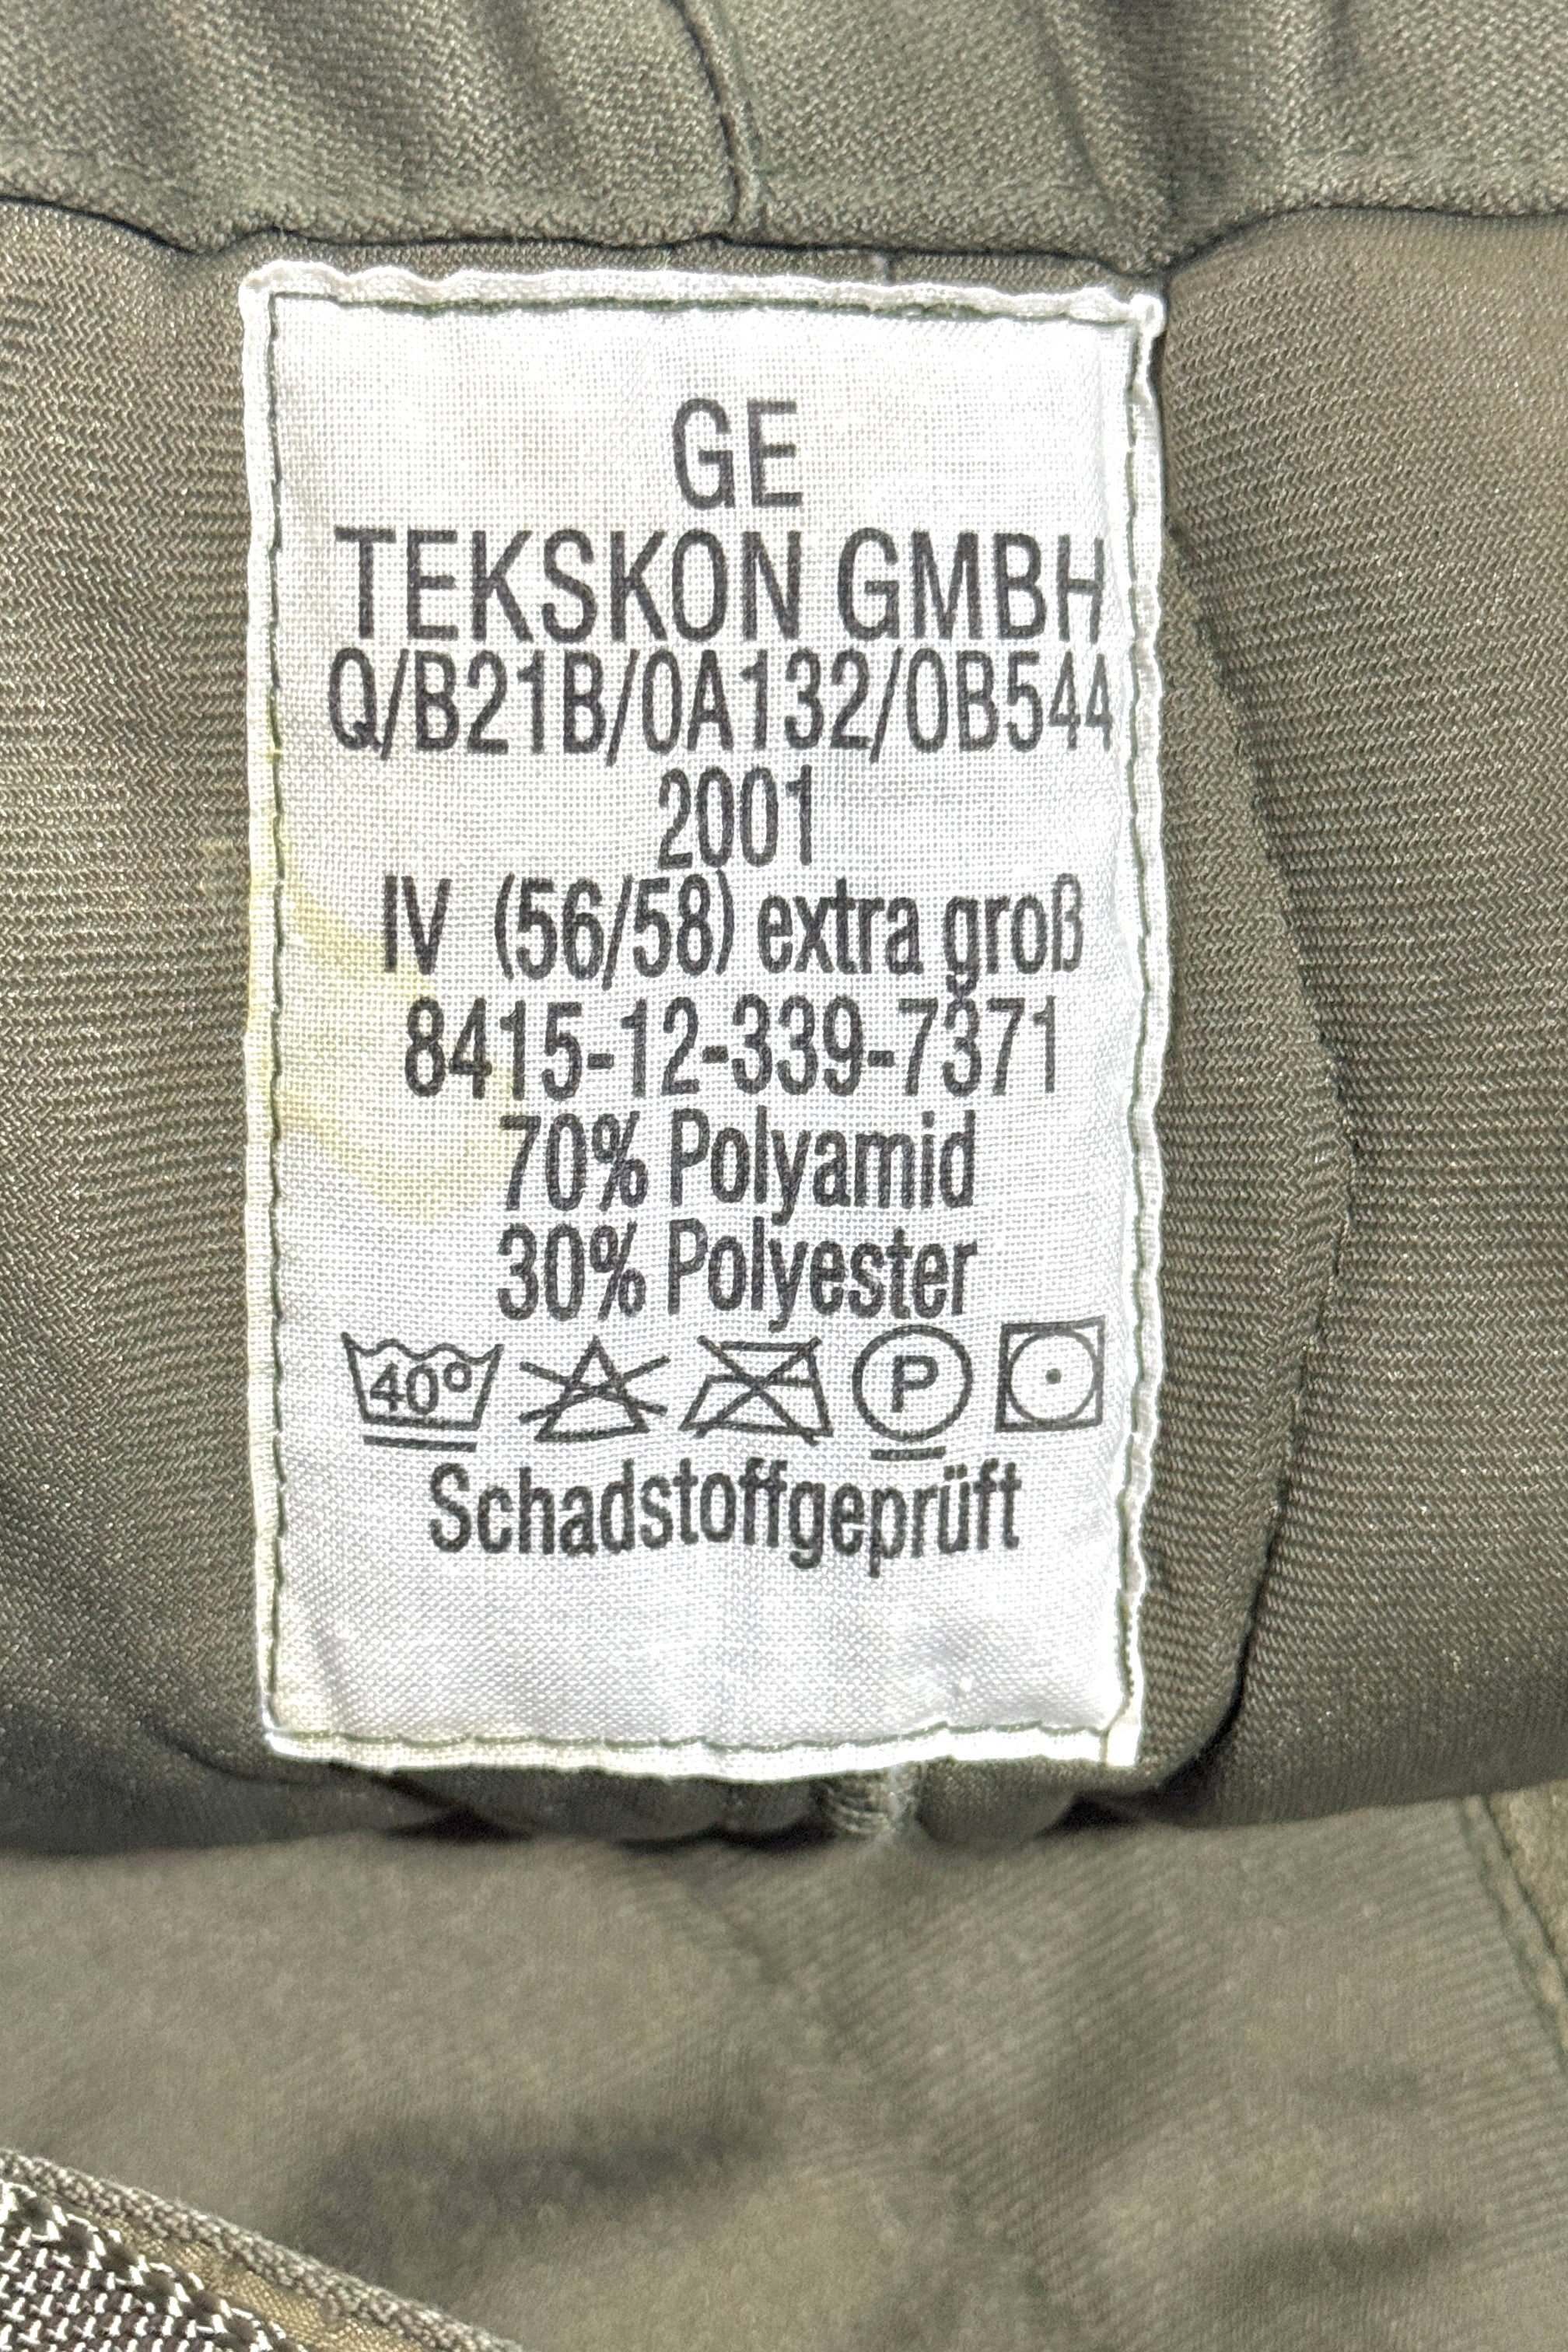 GE
TEKSKON GMBH
Q/B21B/0A132/0B544
2001
IV (56/58) extra groß
8415-12-339-7371
70% Polyamid
30% Polyester
40° P
Schadstoffgeprüft